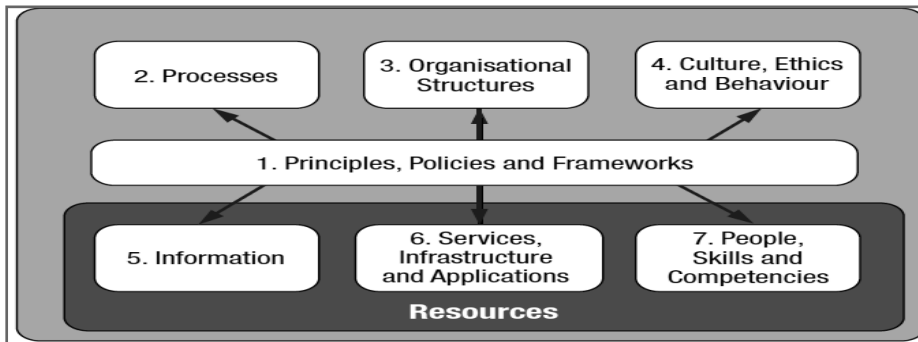 2. Processes
3. Organisational
Structures
4. Culture, Ethics
and Behaviour
1. Principles, Policies and Frameworks
5. Information
6. Services,
Infrastructure
and Applications
7. People,
Skills and
Competencies
Resources